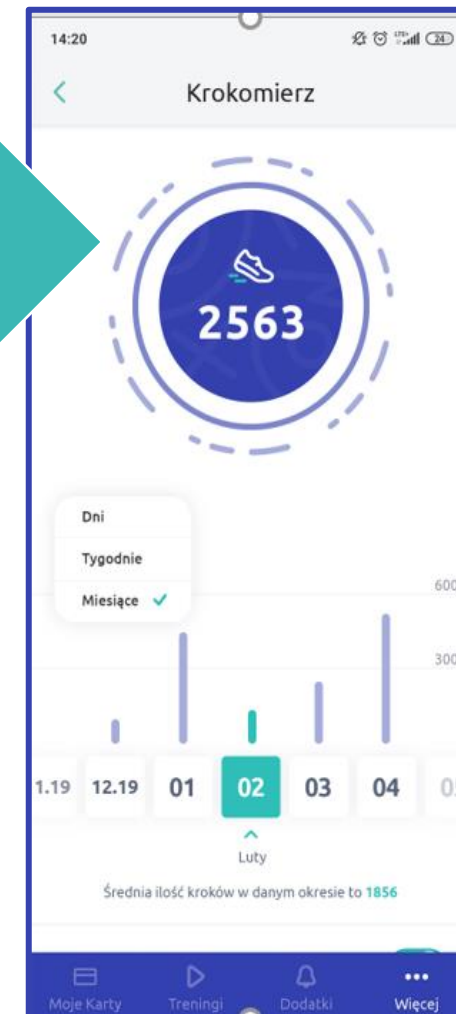 14:20
24
Krokomierz
2563
Dni
Tygodnie
Miesiące
600
300
1.19 12.19 01 02 03 04
Luty
Średnia ilość kroków w danym okresie to 1856
Moje Karty Treningi Dodatki Więcej